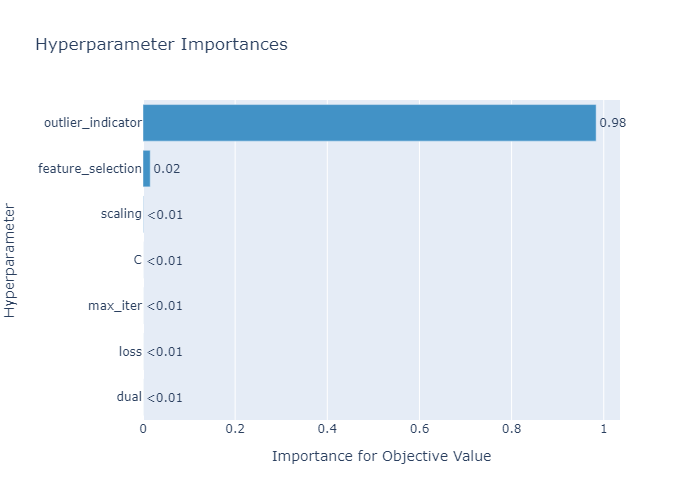 Hyperparameter Importances
Hyperparameter
outlier_indicator 0.98
feature_selection 0.02
scaling <0.01
C <0.01
max_iter <0.01
loss <0.01
dual <0.01
0 0.2 0.4 0.6 0.8 1
Importance for Objective Value